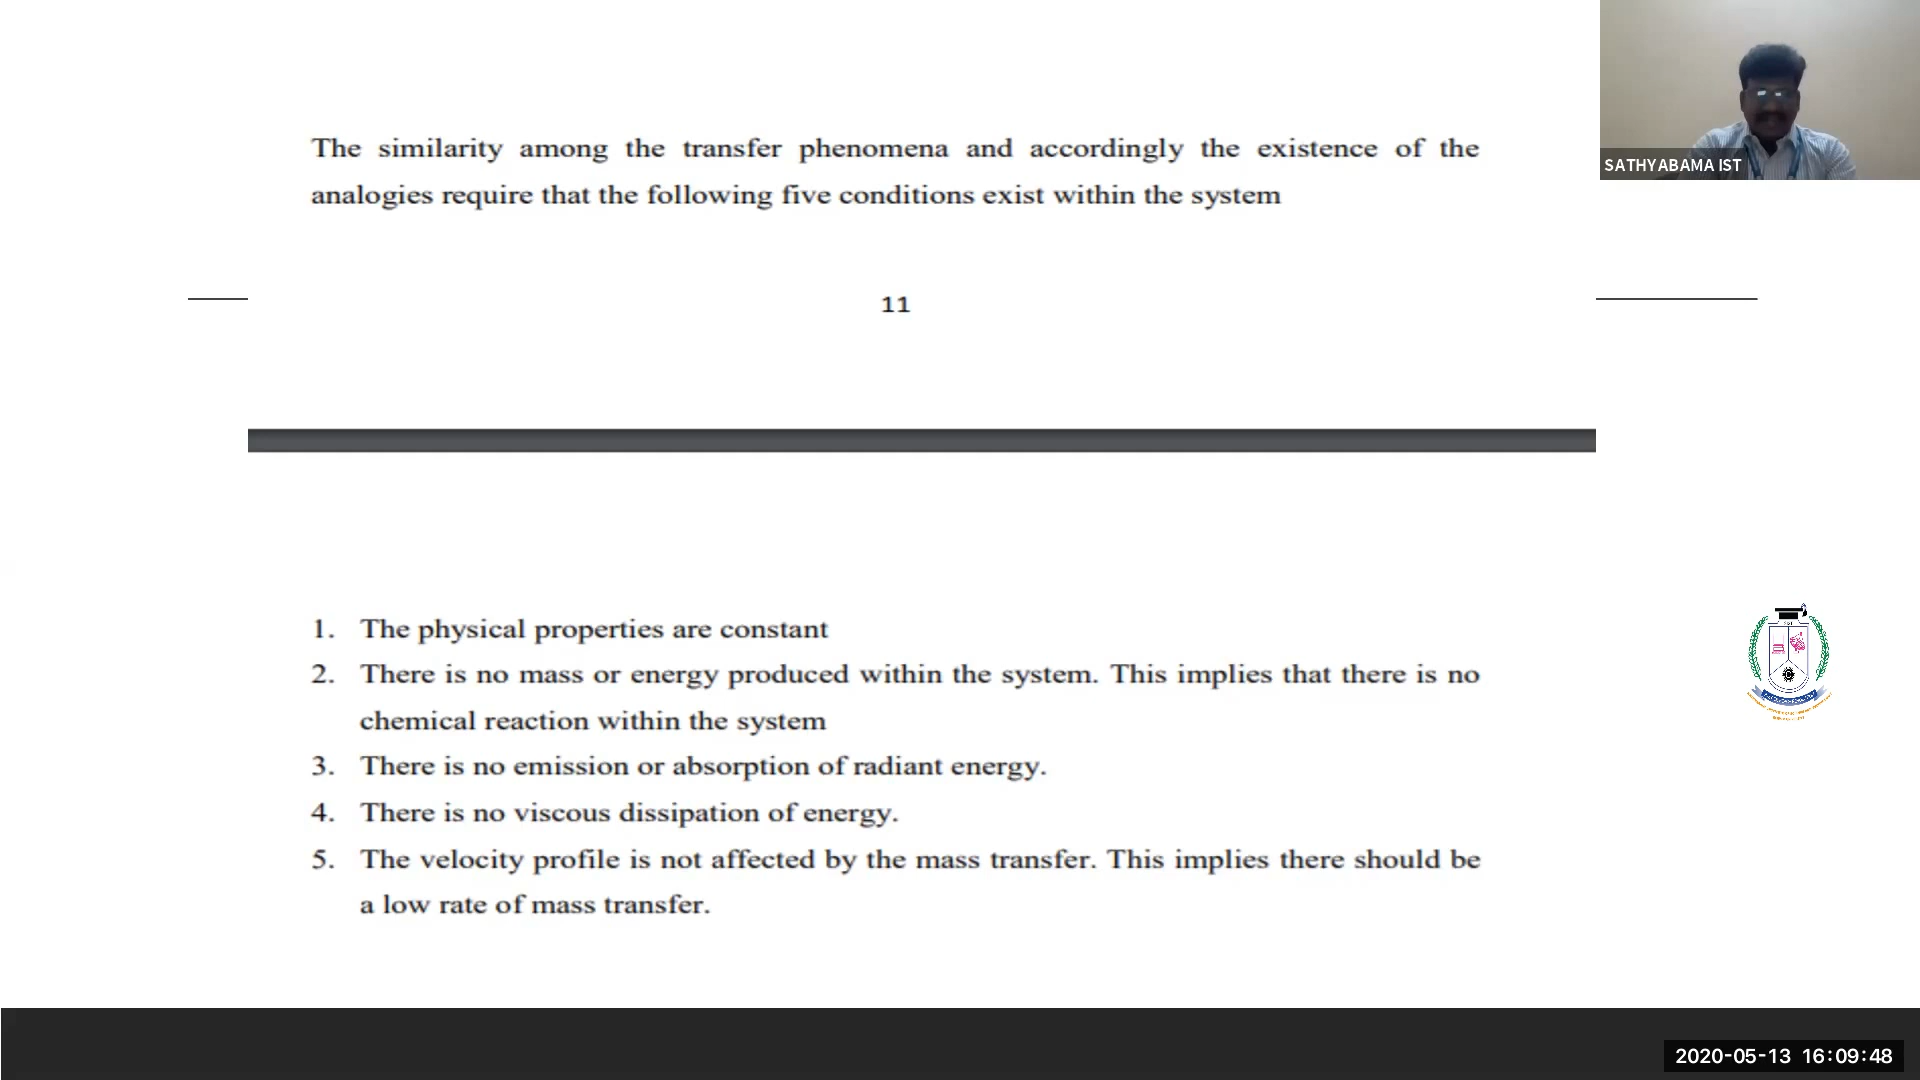 SATHYABAMA IST
The similarity among the transfer phenomena and accordingly the existence of the
analogies require that the following five conditions exist within the system
11
1. The physical properties are constant
2. There is no mass or energy produced within the system. This implies that there is no
chemical reaction within the system
3. There is no emission or absorption of radiant energy.
4. There is no viscous dissipation of energy.
5. The velocity profile is not affected by the mass transfer. This implies there should be
a low rate of mass transfer.
2020-05-13 16:09:48